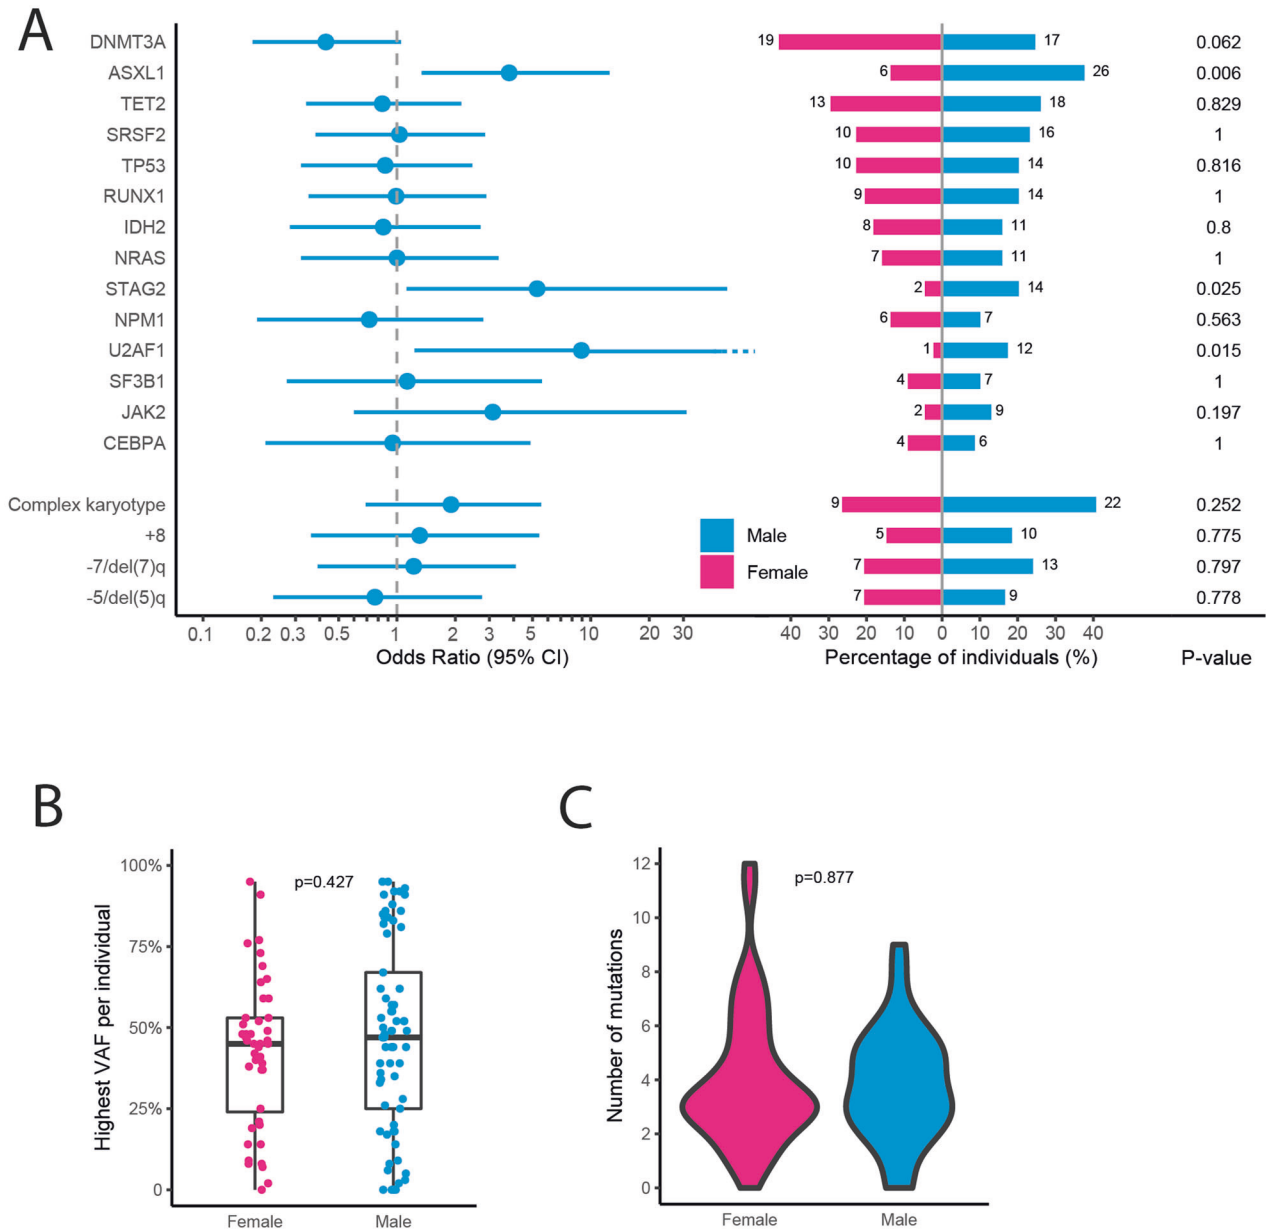 A
DNMT3A 19 17 0.062
ASXL1 6 26 0.006
TET2 13 18 0.829
SRSF2 10 16 1
TP53 10 14 0.816
RUNX1 9 14 1
IDH2 8 11 0.8
NRAS 7 11 1
STAG2 2 14 0.025
NPM1 6 7 0.563
U2AF1 1 12 0.015
SF3B1 4 7 1
JAK2 2 9 0.197
CEBPA 4 6 1
Complex karyotype 9 22 0.252
+8 5 10 0.775
-7/del(7)q 7 13 0.797
-5/del(5)q 7 9 0.778
Male
Female
0.1 0.2 0.3 0.5 1 2 3 5 10 20 30 40 30 20 10 0 10 20 30 40
Odds Ratio (95% CI) Percentage of individuals (%) P-value
B
Highest VAF per individual
100%
75%
50%
25%
0
p=0.427
Female Male
C
Number of mutations
12
10
8
6
4
2
0
p=0.877
Female Male